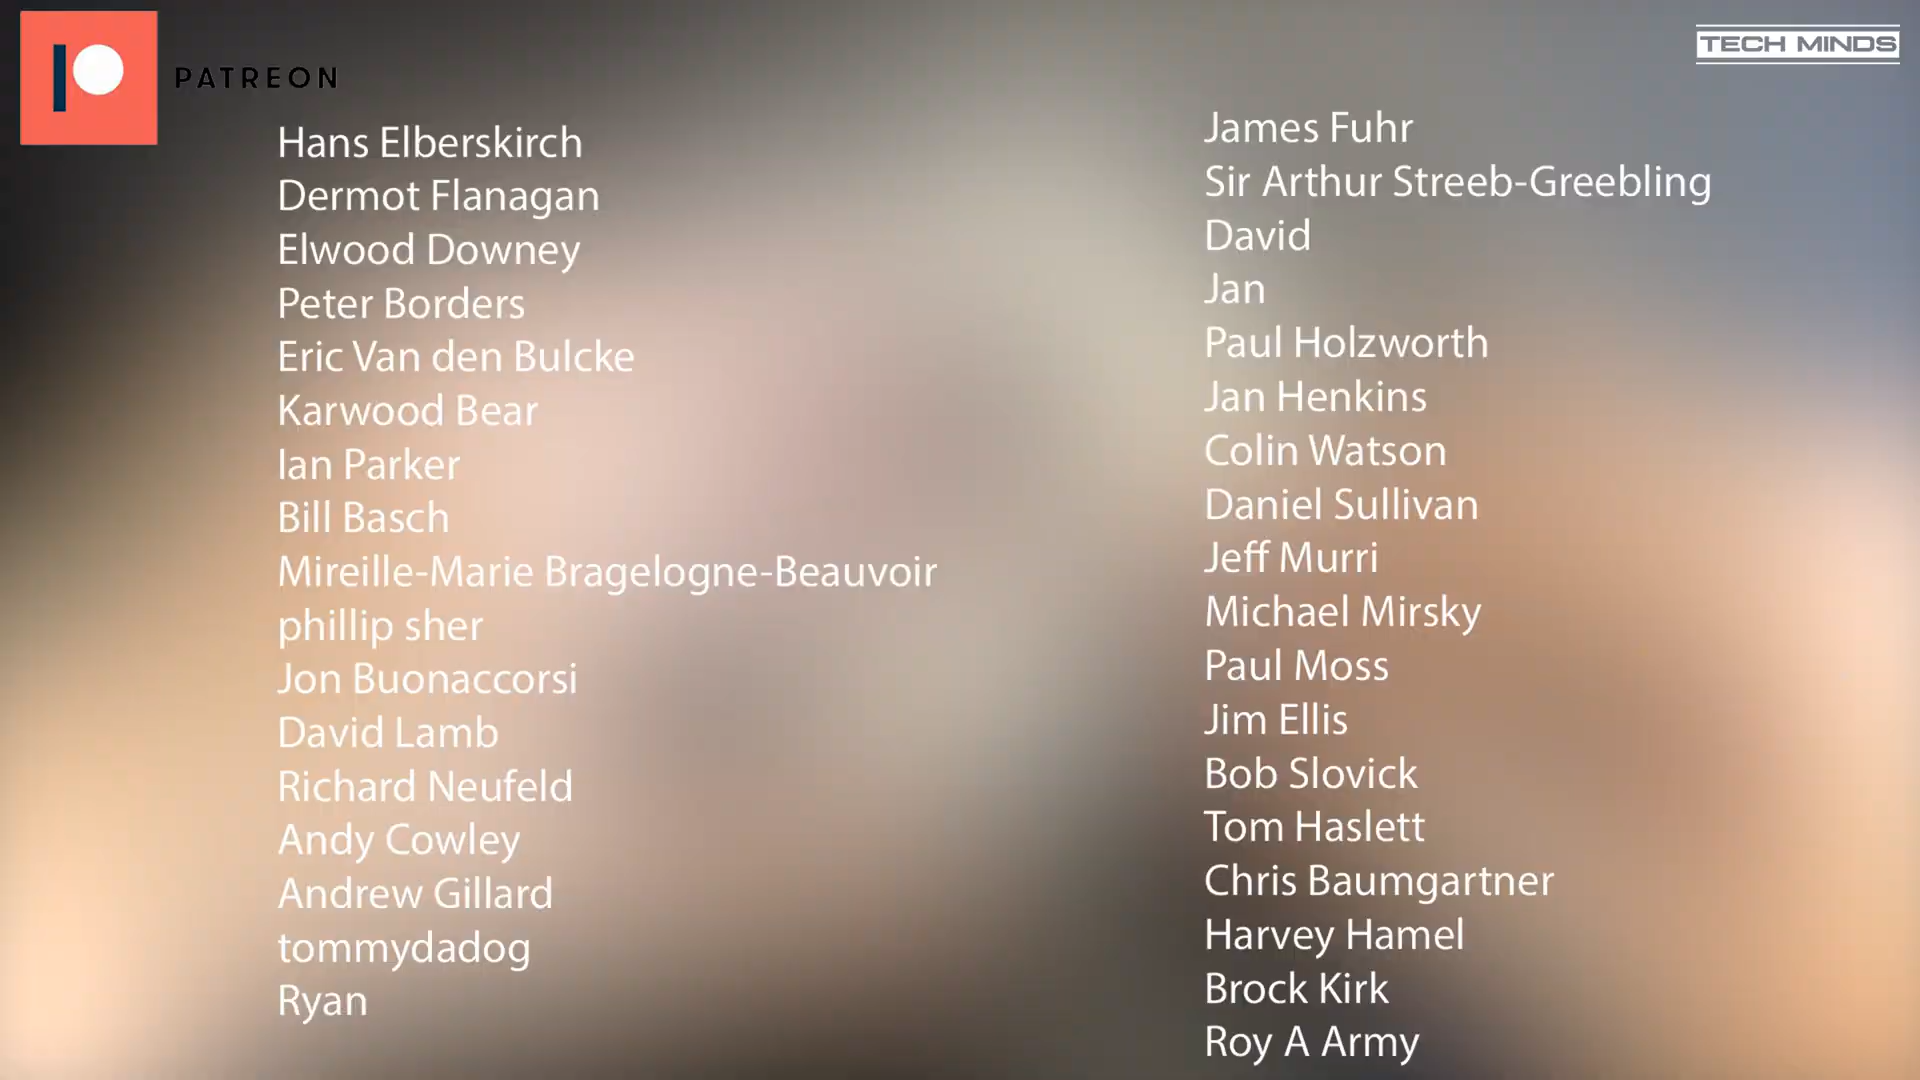 PATREON
TECH MINDS
Hans Elberskirch
Dermot Flanagan
Elwood Downey
Peter Borders
Eric Van den Bulcke
Karwood Bear
Ian Parker
Bill Basch
Mireille-Marie Bragelogne-Beauvoir
phillip sher
Jon Buonaccorsi
David Lamb
Richard Neufeld
Andy Cowley
Andrew Gillard
tommydadog
Ryan
James Fuhr
Sir Arthur Streeb-Greebling
David
Jan
Paul Holzworth
Jan Henkins
Colin Watson
Daniel Sullivan
Jeff Murri
Michael Mirsky
Paul Moss
Jim Ellis
Bob Slovick
Tom Haslett
Chris Baumgartner
Harvey Hamel
Brock Kirk
Roy A Army